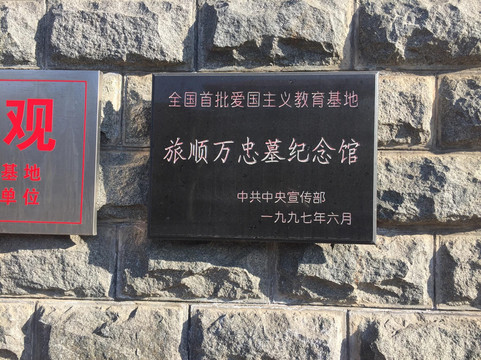 观
基地
单位
全国首批爱国主义教育基地
旅顺万忠墓纪念馆
中共中央宣传部
一九九七年六月